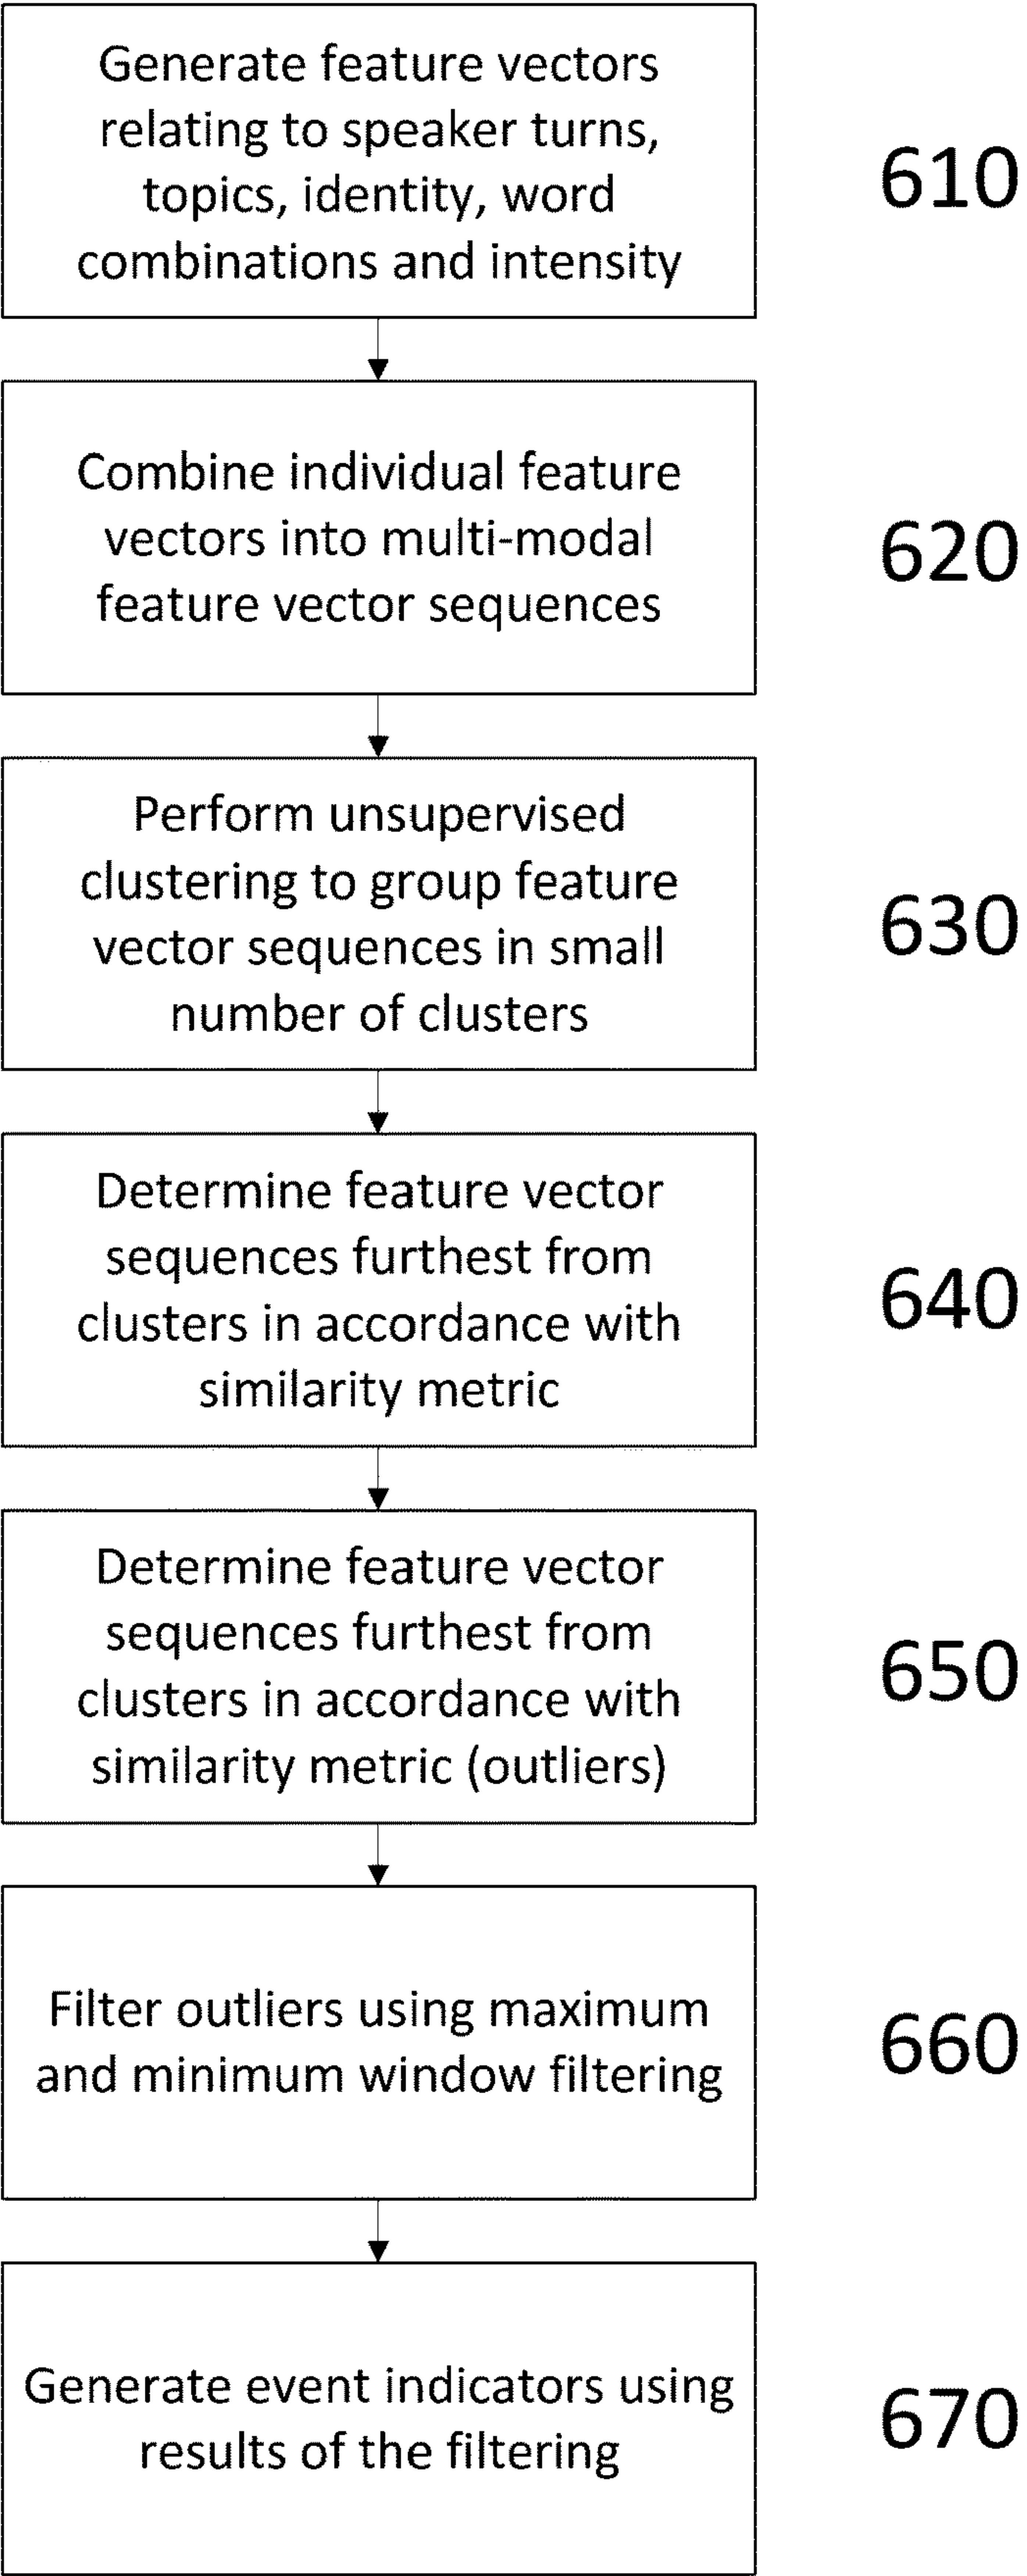 Generate feature vectors
relating to speaker turns,
topics, identity, word
combinations and intensity
610
Combine individual feature
vectors into multi-modal
feature vector sequences
620
Perform unsupervised
clustering to group feature
vector sequences in small
number of clusters
630
Determine feature vector
sequences furthest from
clusters in accordance with
similarity metric
640
Determine feature vector
sequences furthest from
clusters in accordance with
similarity metric (outliers)
650
Filter outliers using maximum
and minimum window filtering
660
Generate event indicators using
results of the filtering
670